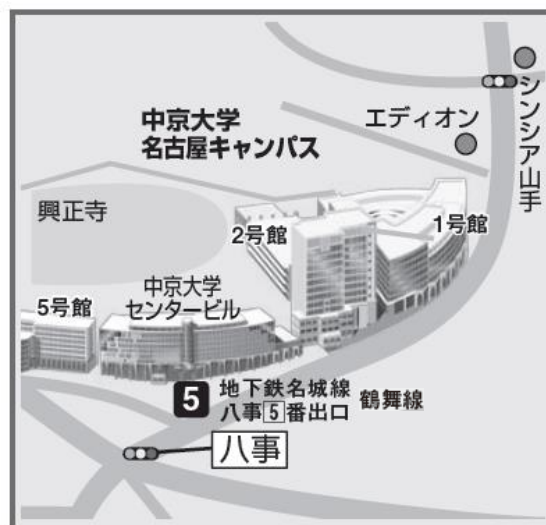 シンシア山手
エディオン
中京大学
名古屋キャンパス
興正寺
2号館
1号館
中京大学
センタービル
5号館
5
地下鉄名城線
八事5番出口
鶴舞線
八事